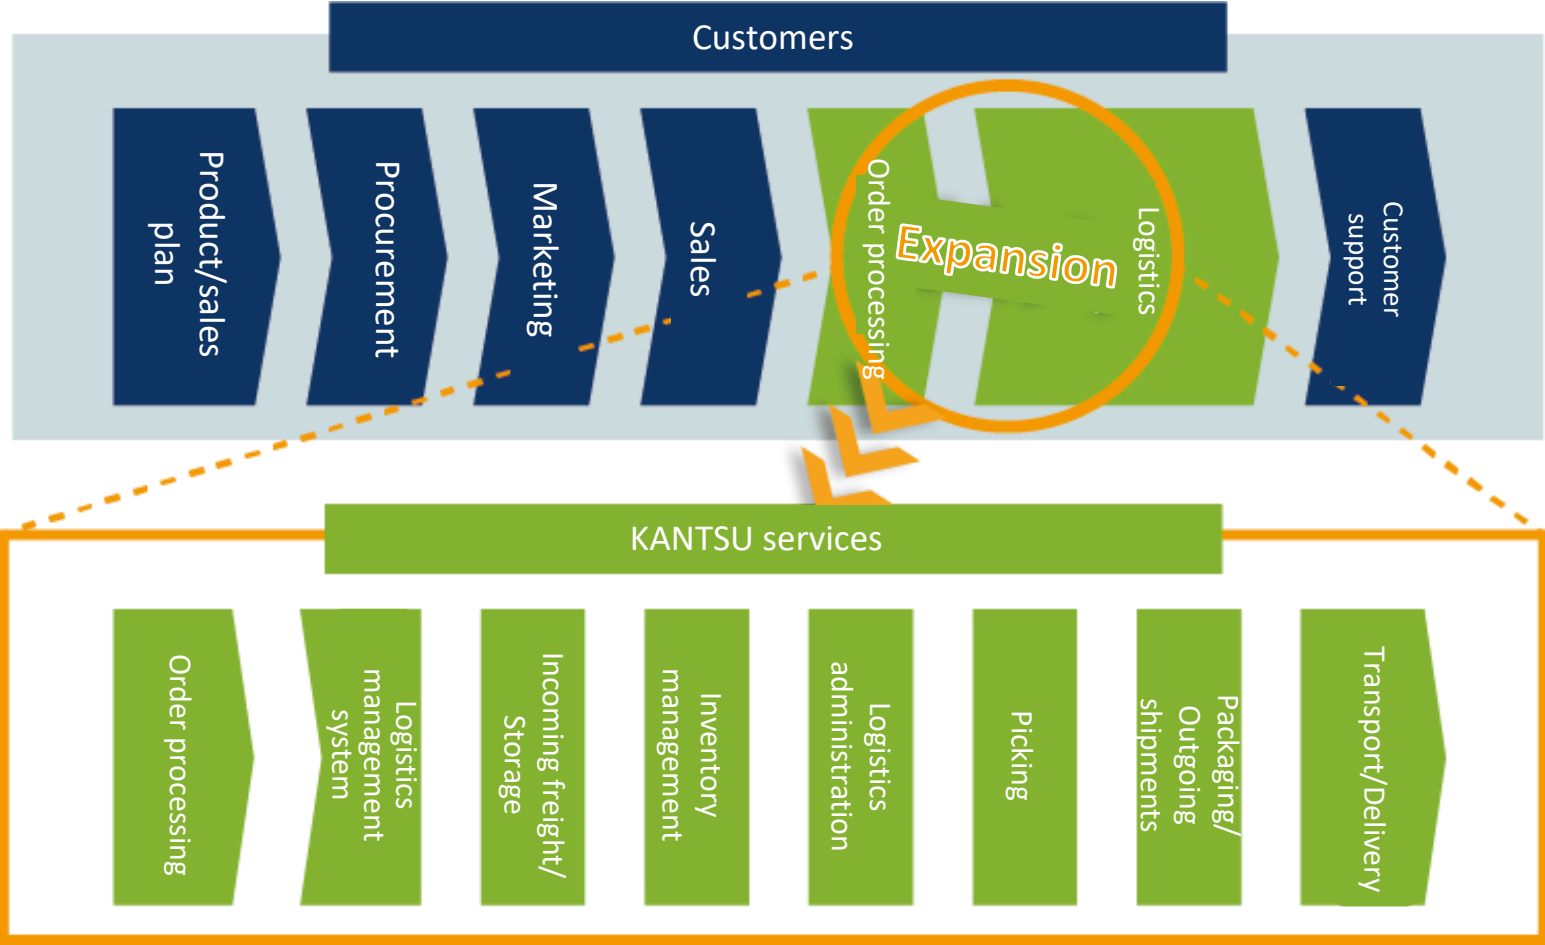 Customers
Product/sales
plan
Procurement
Marketing
Sales
Order processing
Expansion
Logistics
Customer
support
KANTSU services
Order processing
Logistics
management
system
Incoming freight/
Storage
Inventory
management
Logistics
administration
Picking
Packaging/
Outgoing
shipments
Transport/Delivery